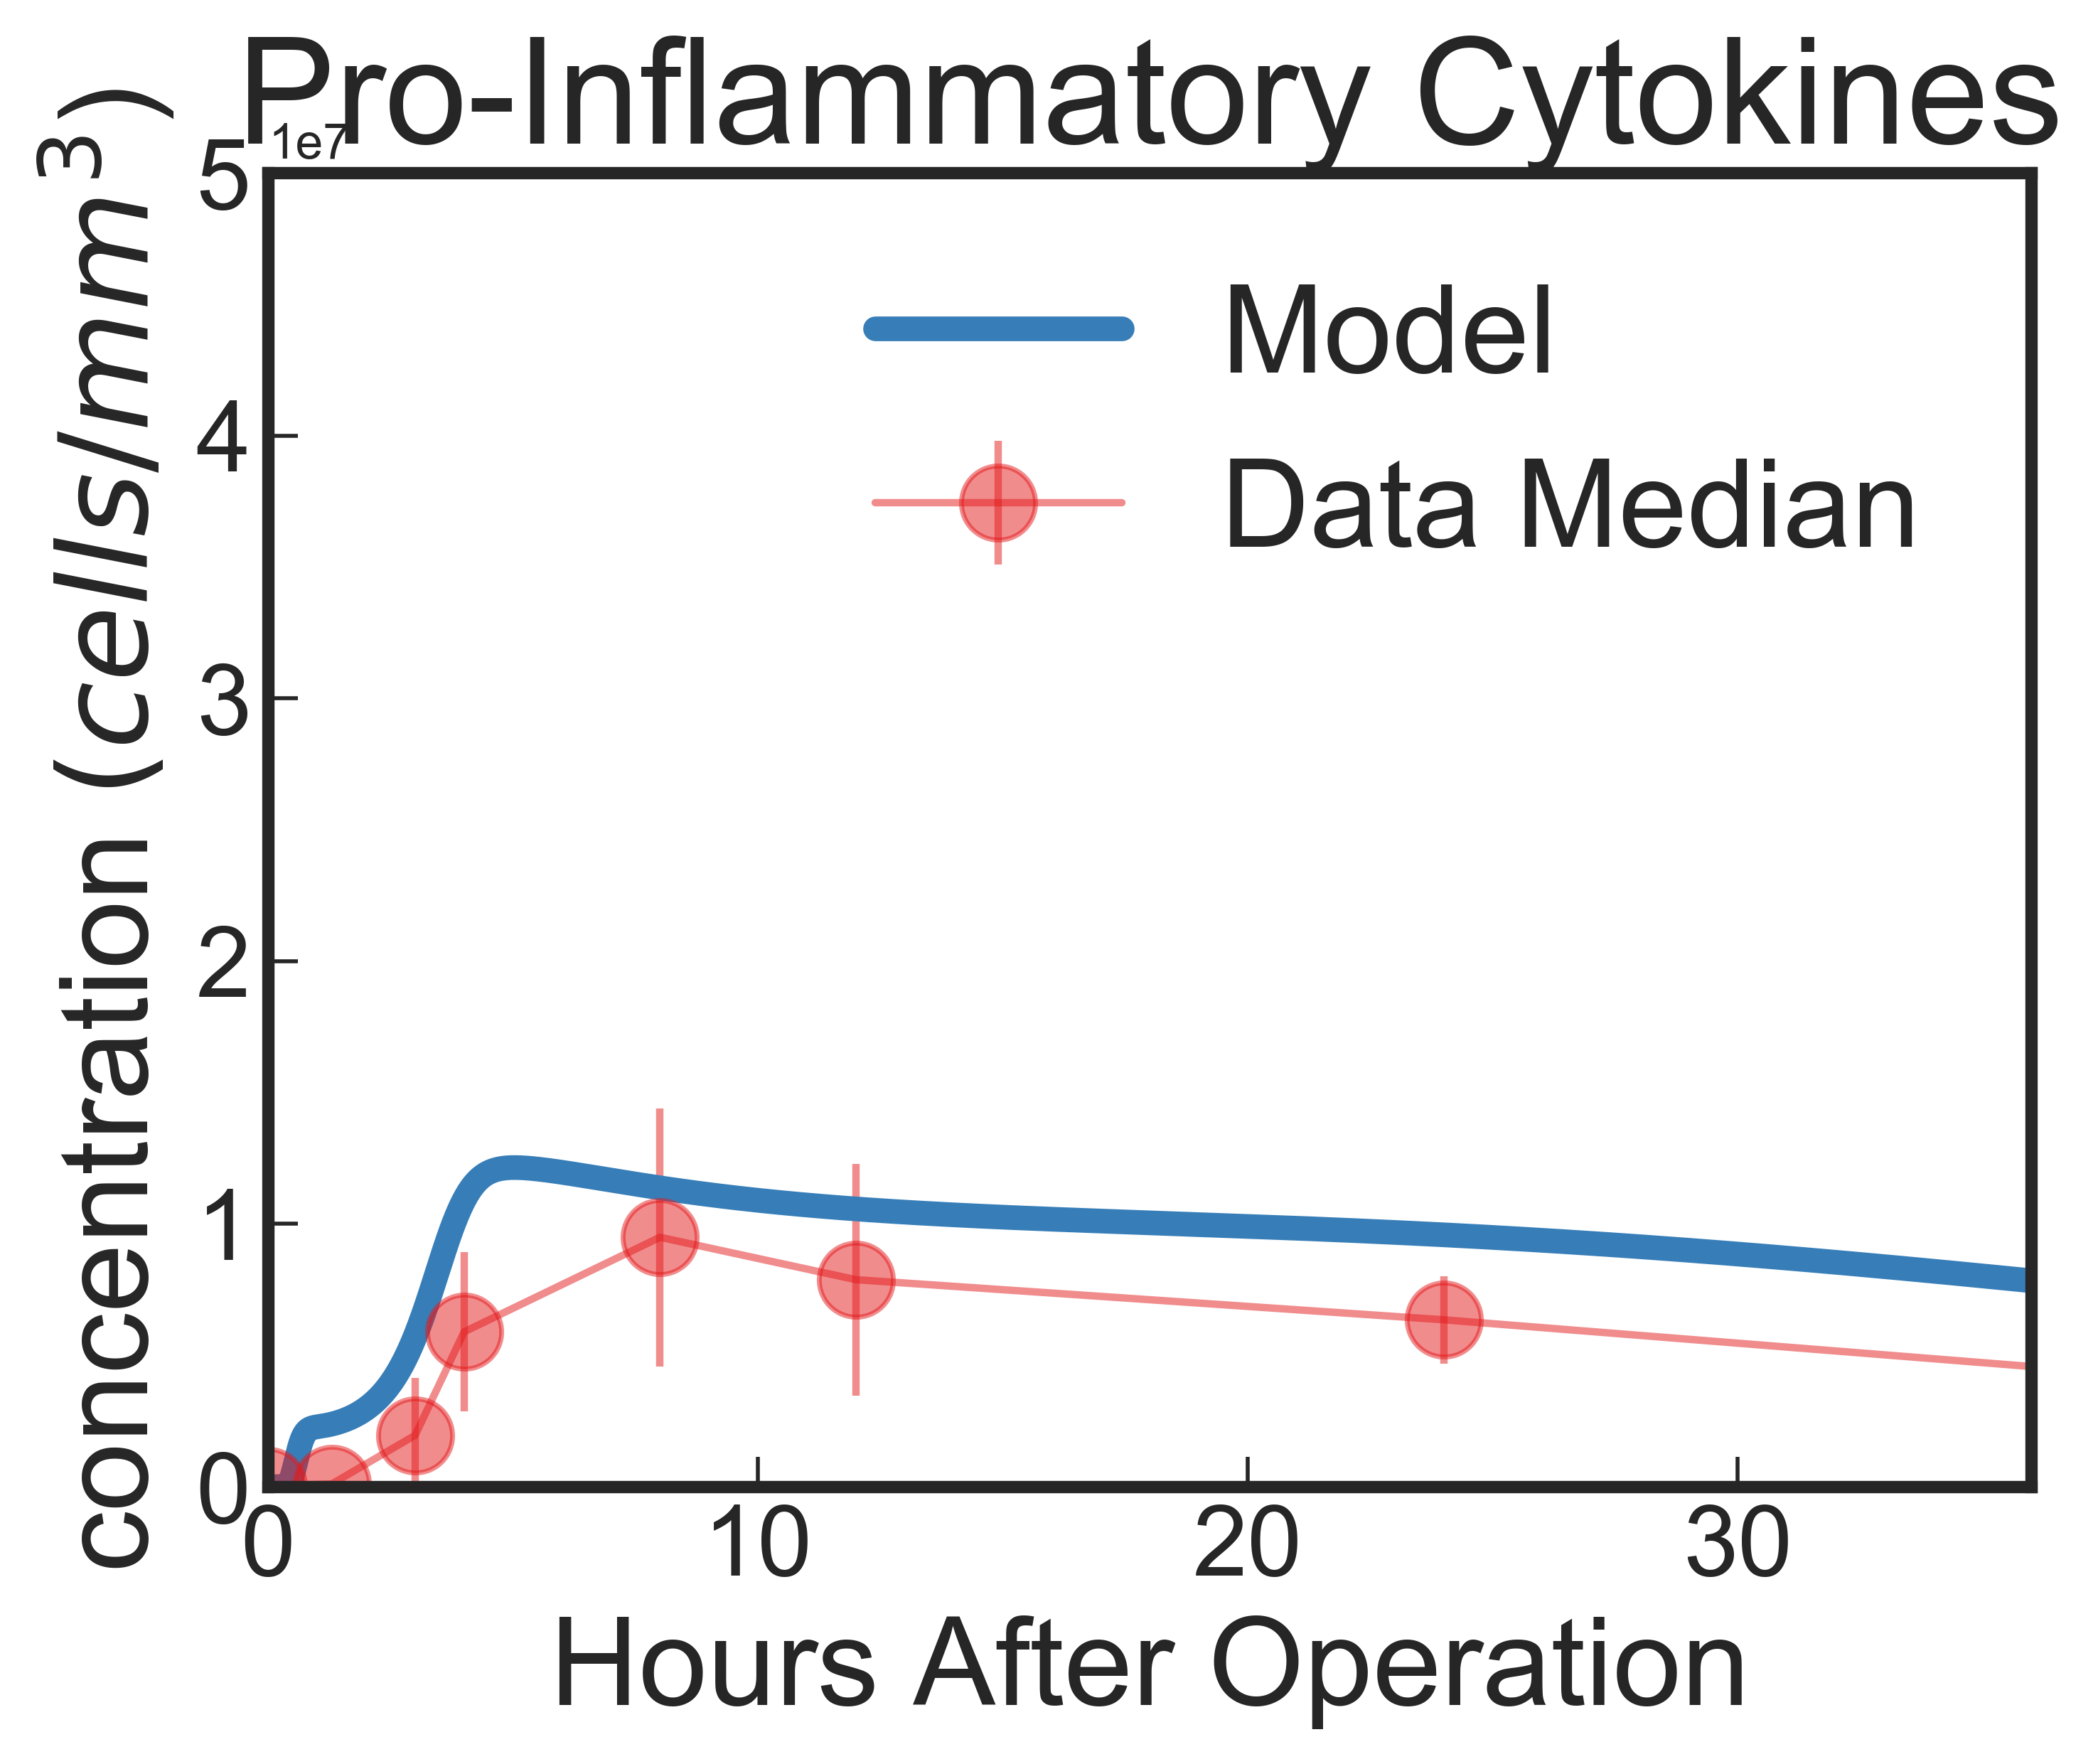 Pro-Inflammatory Cytokines
1e7
concentration (cells/mm³)
5
4
3
2
1
0
Model
Data Median
0 10 20 30
Hours After Operation